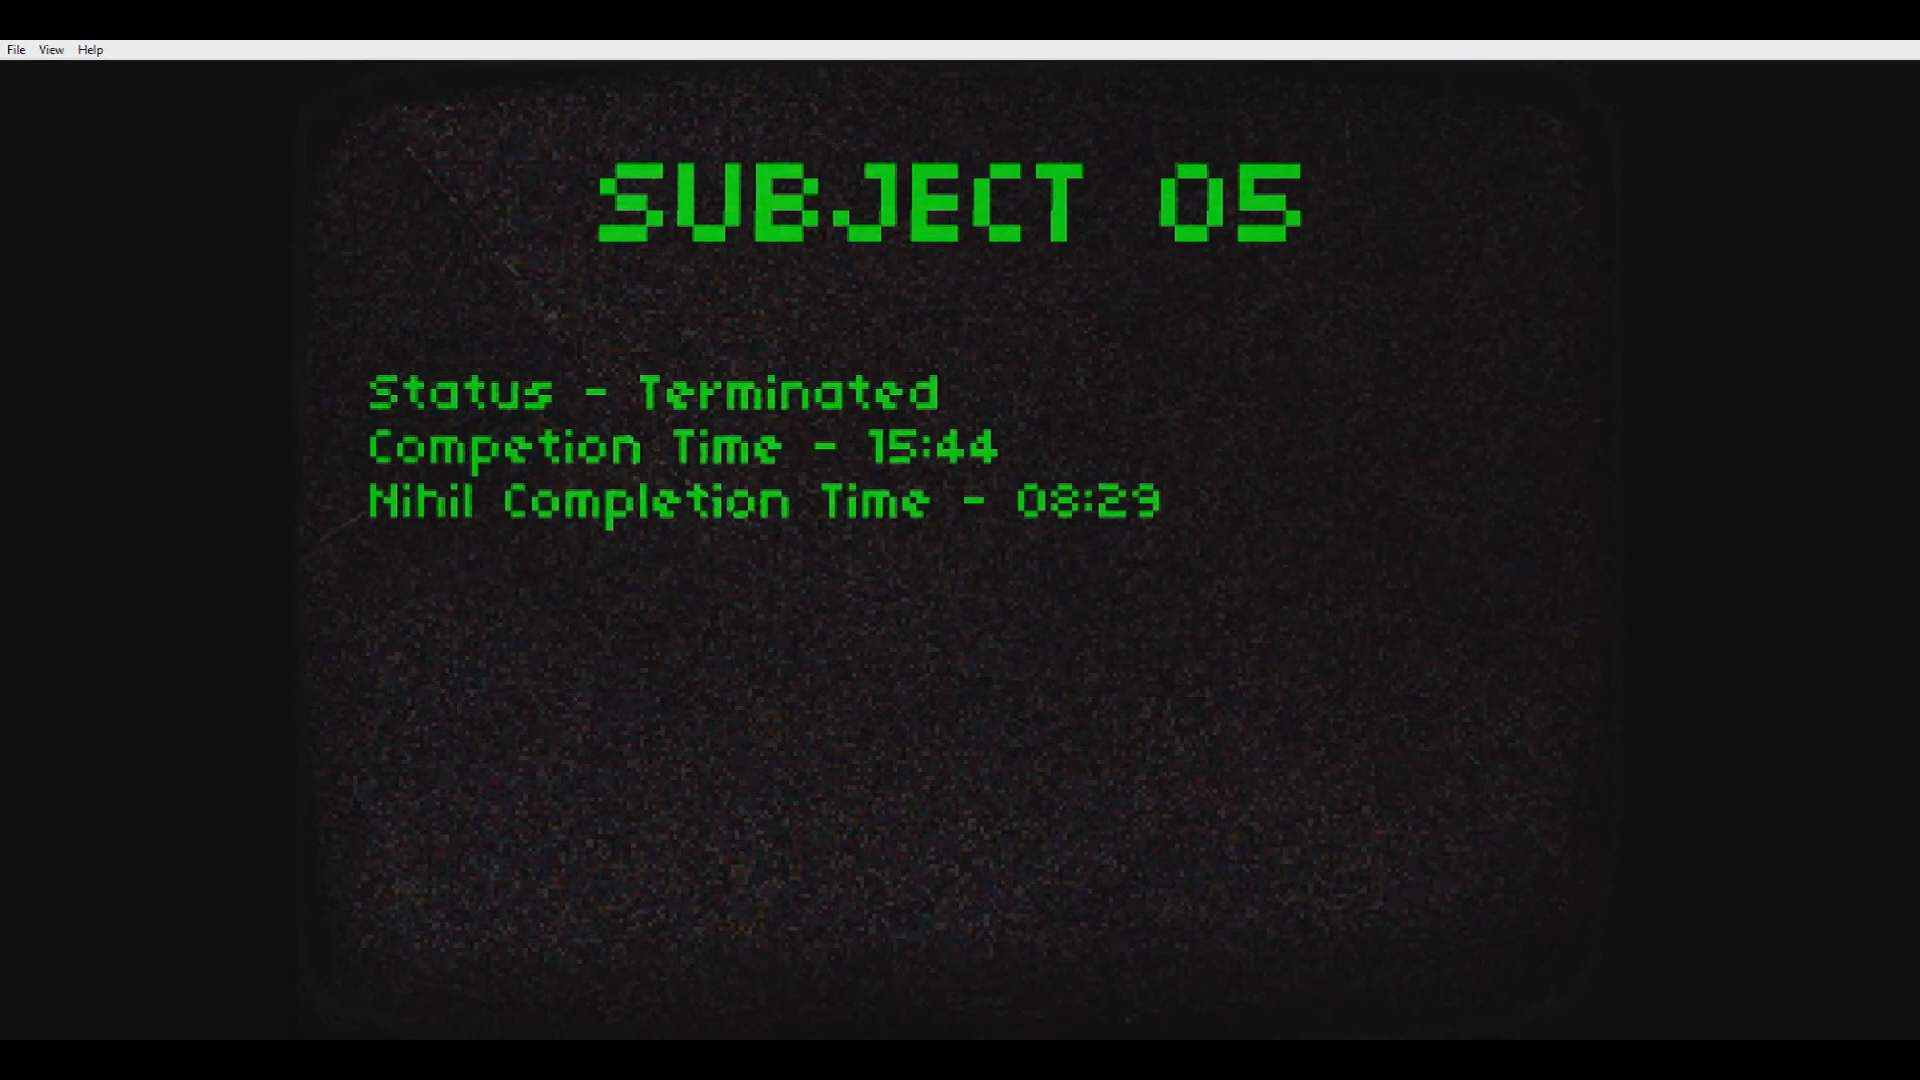 File View Help
SUBJECT 05
Status - Terminated
Competion Time - 15:44
Nihil Completion Time - 08:29